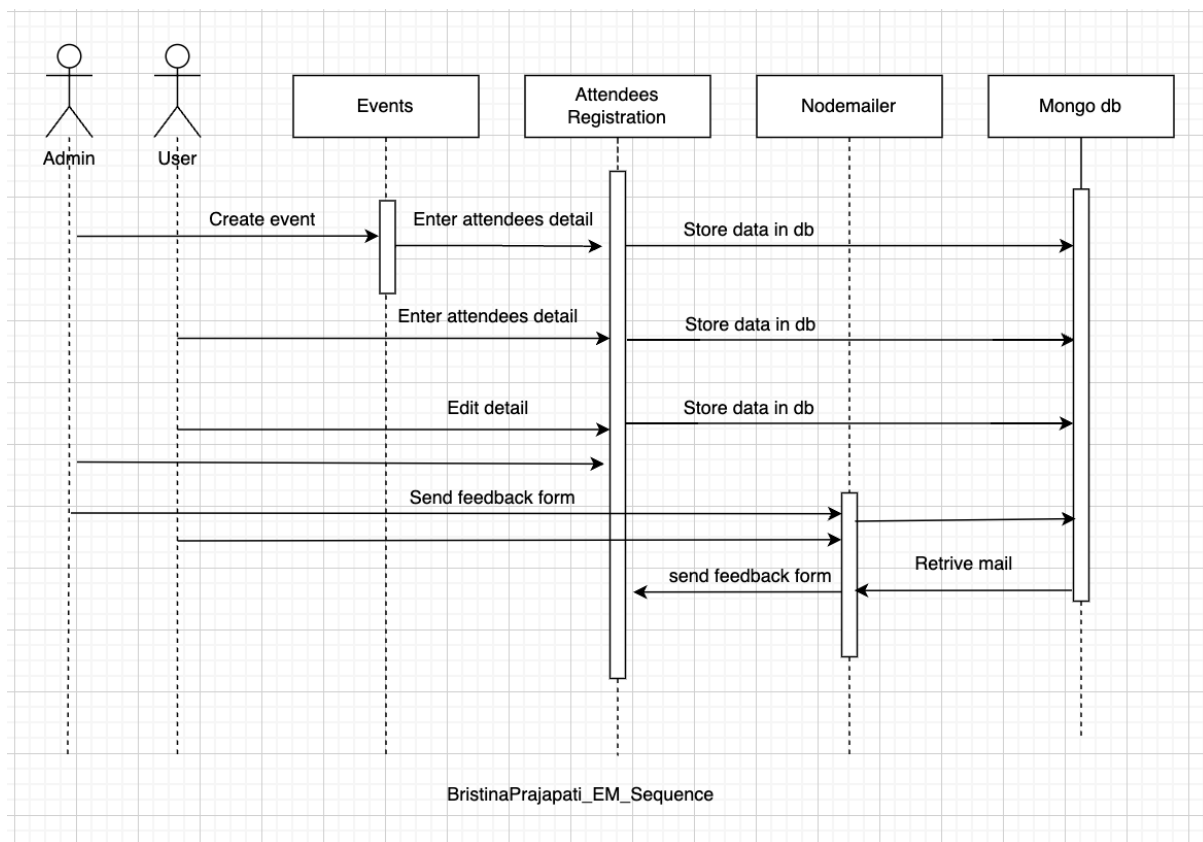 Admin
User
Events
Attendees
Registration
Nodemailer
Mongo db
Create event
Enter attendees detail
Store data in db
Enter attendees detail
Store data in db
Edit detail
Store data in db
Send feedback form
Retrive mail
send feedback form
BristinaPrajapati_EM_Sequence